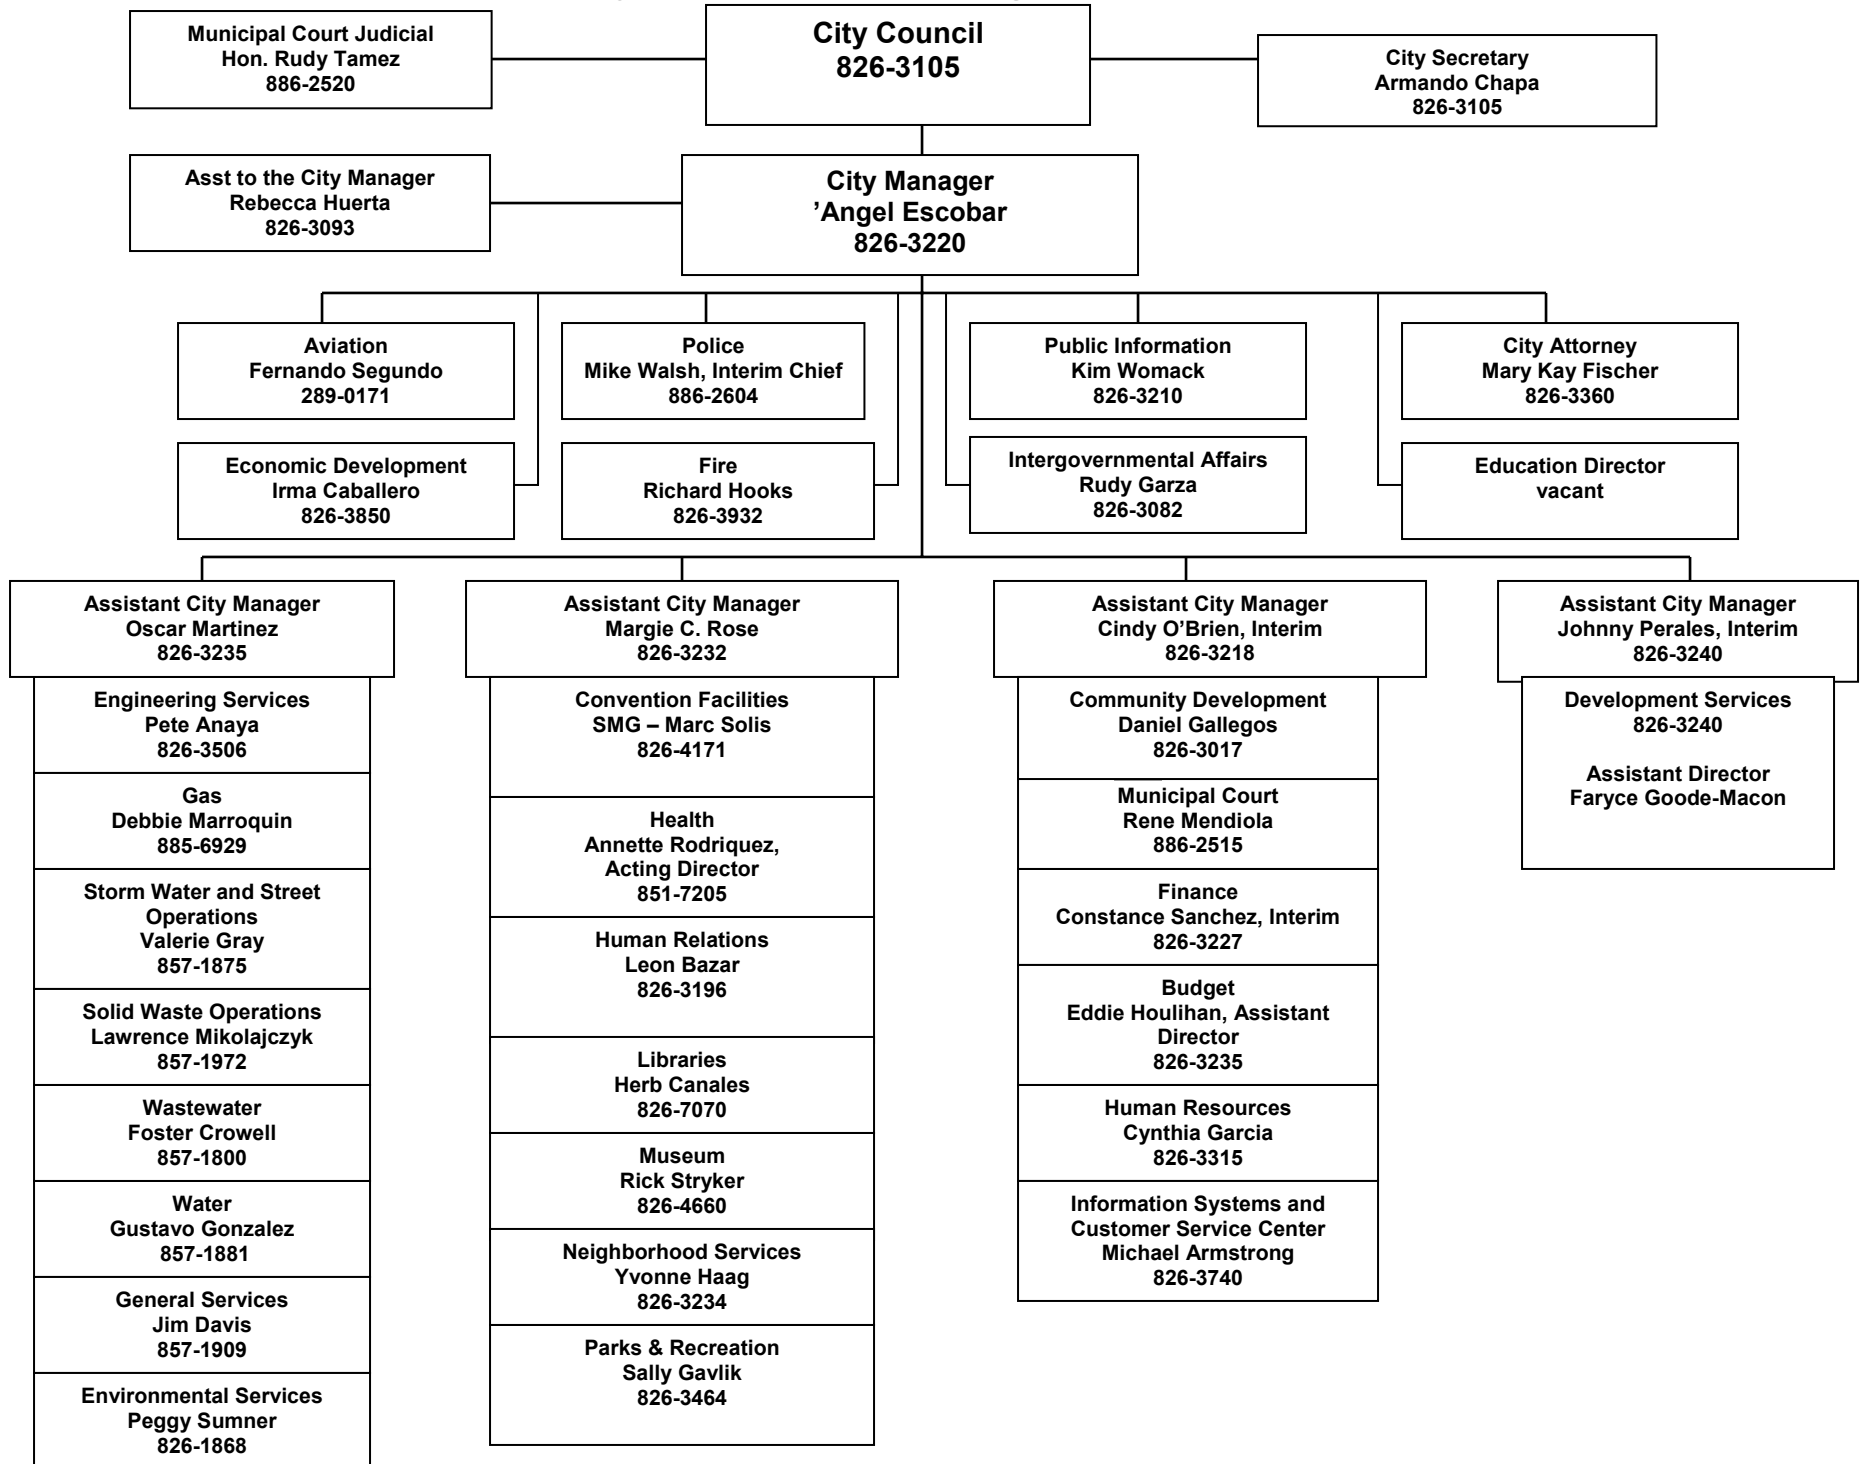 Municipal Court Judicial
Hon. Rudy Tamez
886-2520
City Council
826-3105
City Secretary
Armando Chapa
826-3105
Asst to the City Manager
Rebecca Huerta
826-3093
City Manager
’Angel Escobar
826-3220
Aviation
Fernando Segundo
289-0171
Police
Mike Walsh, Interim Chief
886-2604
Public Information
Kim Womack
826-3210
City Attorney
Mary Kay Fischer
826-3360
Economic Development
Irma Caballero
826-3850
Fire
Richard Hooks
826-3932
Intergovernmental Affairs
Rudy Garza
826-3082
Education Director
vacant
Assistant City Manager
Oscar Martinez
826-3235
Engineering Services
Pete Anaya
826-3506
Gas
Debbie Marroquin
885-6929
Storm Water and Street
Operations
Valerie Gray
857-1875
Solid Waste Operations
Lawrence Mikolajczyk
857-1972
Wastewater
Foster Crowell
857-1800
Water
Gustavo Gonzalez
857-1881
General Services
Jim Davis
857-1909
Environmental Services
Peggy Sumner
826-1868
Assistant City Manager
Margie C. Rose
826-3232
Convention Facilities
SMG – Marc Solis
826-4171
Health
Annette Rodriquez,
Acting Director
851-7205
Human Relations
Leon Bazar
826-3196
Libraries
Herb Canales
826-7070
Museum
Rick Stryker
826-4660
Neighborhood Services
Yvonne Haag
826-3234
Parks & Recreation
Sally Gavlik
826-3464
Assistant City Manager
Cindy O’Brien, Interim
826-3218
Community Development
Daniel Gallegos
826-3017
Municipal Court
Rene Mendiola
886-2515
Finance
Constance Sanchez, Interim
826-3227
Budget
Eddie Houlihan, Assistant
Director
826-3235
Human Resources
Cynthia Garcia
826-3315
Information Systems and
Customer Service Center
Michael Armstrong
826-3740
Assistant City Manager
Johnny Perales, Interim
826-3240
Development Services
826-3240
Assistant Director
Faryce Goode-Macon